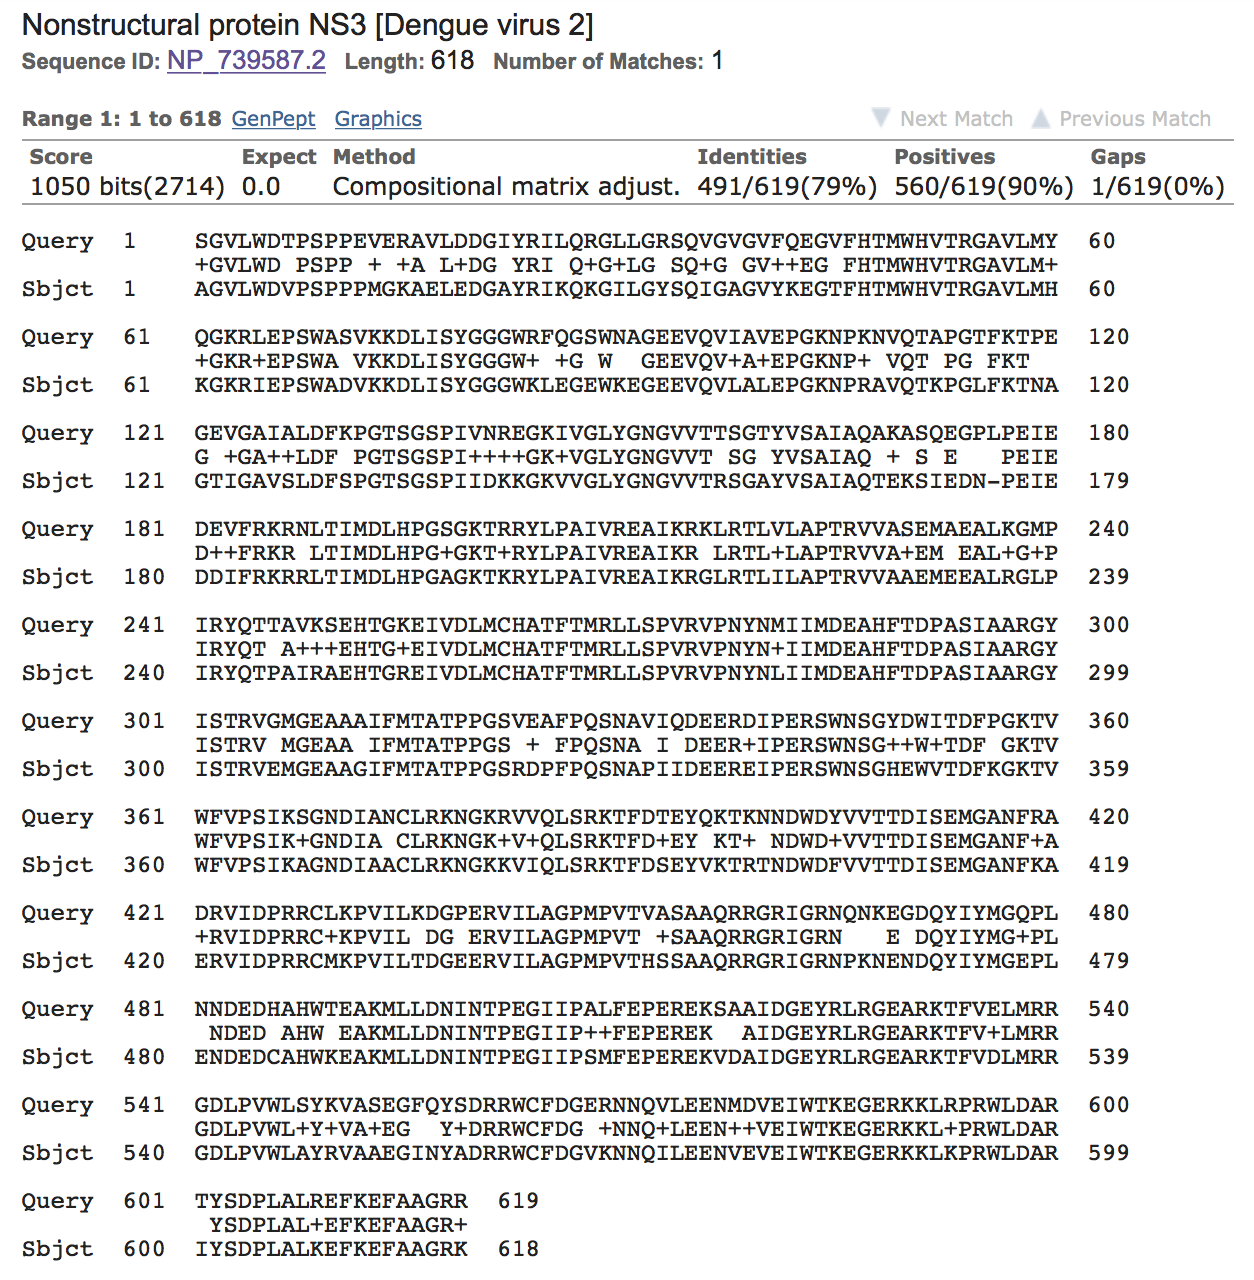 Nonstructural protein NS3 [Dengue virus 2]
Sequence ID: NP_739587.2 Length: 618 Number of Matches: 1
Range 1: 1 to 618 GenPept Graphics ▼ Next Match ▲ Previous Match
Score Expect Method Identities Positives Gaps
1050 bits(2714) 0.0 Compositional matrix adjust. 491/619(79%) 560/619(90%) 1/619(0%)
Query 1 SGVLWDTPSPPEVERAVLDDGIYRILQRGLLGRSQVGVGVFQEGVFHTMWHVTRGAVLMY 60
+GVLWD PSPP + +A L+DG YRI Q+G+LG SQ+G GV++EG FHTMWHVTRGAVLM+
Sbjct 1 AGVLWDVPSPPPMGKAELEDGAYRIKQKGILGYSQIGAGVYKEGTFHTMWHVTRGAVLMH 60
Query 61 QGKRLEPSWASVKKDLISYGGGWRFQGSWNAGEEVQVIAVEPGKNPKNVQTAPGTFKTPE 120
+GKR+EPSWA VKKDLISYGGGW+ +G W  GEEVQV+A+EPGKNP+ VQT PG FKT
Sbjct 61 KGKRIEPSWADVKKDLISYGGGWKLEGEWKEGEEVQVLALEPGKNPRAVQTKPGLFKTNA 120
Query 121 GEVGAIALDFKPGTSGSPIVNREGKIVGLYGNGVVTTSGTYVSAIAQAKASQEGPLPEIE 180
G +GA++LDF PGTSGSPI++++GK+VGLYGNGVVT SG YVSAIAQ + S E   PEIE
Sbjct 121 GTIGAVSLDFSPGTSGSPIIDKKGKVVGLYGNGVVTRSGAYVSAIAQTEKSIEDN-PEIE 179
Query 181 DEVFRKRNLTIMDLHPGSGKTRRYLPAIVREAIKRKLRTLVLAPTRVVASEMAEALKGMP 240
D++FRKR LTIMDLHPG+GKT+RYLPAIVREAIKR LRTL+LAPTRVVA+EM EAL+G+P
Sbjct 180 DDIFRKRRLTIMDLHPGAGKTKRYLPAIVREAIKRGLRTLILAPTRVVAAEMEEALRGLP 239
Query 241 IRYQTTAVKSEHTGKEIVDLMCHATFTMRLLSPVRVPNYNMIIMDEAHFTDPASIAARGY 300
IRYQT A+++EHTG+EIVDLMCHATFTMRLLSPVRVPNYN+IIMDEAHFTDPASIAARGY
Sbjct 240 IRYQTPAIRAEHTGREIVDLMCHATFTMRLLSPVRVPNYNLIIMDEAHFTDPASIAARGY 299
Query 301 ISTRVGMGEAAAIFMTATPPGSVEAFPQSNAVIQDEERDIPERSWNSGYDWITDFPGKTV 360
ISTRV MGEAA IFMTATPPGS + FPQSNA I DEER+IPERSWNSG++W+TDF GKTV
Sbjct 300 ISTRVEMGEAAGIFMTATPPGSRDPFPQSNAPIIDEEREIPERSWNSGHEWVTDFKGKTV 359
Query 361 WFVPSIKSGNDIANCLRKNGKRVVQLSRKTFDTEYQKTKNNDWDYVVTTDISEMGANFRA 420
WFVPSIK+GNDIA CLRKNGK+V+QLSRKTFD+EY KT+ NDWD+VVTTDISEMGANF+A
Sbjct 360 WFVPSIKAGNDIAACLRKNGKKVIQLSRKTFDSEYVKTRTNDWDFVVTTDISEMGANFKA 419
Query 421 DRVIDPRRCLKPVILKDGPERVILAGPMPVTVASAAQRRGRIGRNQNKEGDQYIYMGQPL 480
+RVIDPRRC+KPVIL DG ERVILAGPMPVT +SAAQRRGRIGRN   E DQYIYMG+PL
Sbjct 420 ERVIDPRRCMKPVILTDGEERVILAGPMPVTHSSAAQRRGRIGRNPKNENDQYIYMGEPL 479
Query 481 NNDEDHAHWTEAKMLLDNINTPEGIIPALFEPEREKSAAIDGEYRLRGEARKTFVELMRR 540
NDED AHW EAKMLLDNINTPEGIIP++FEPEREK  AIDGEYRLRGEARKTFV+LMRR
Sbjct 480 ENDEDCAHWKEAKMLLDNINTPEGIIPSMFEPEREKVDAIDGEYRLRGEARKTFVDLMRR 539
Query 541 GDLPVWLSYKVASEGFQYSDRRWCFDGERNNQVLEENMDVEIWTKEGERKKLRPRWLDAR 600
GDLPVWL+Y+VA+EG  Y+DRRWCFDG +NNQ+LEEN++VEIWTKEGERKKL+PRWLDAR
Sbjct 540 GDLPVWLAYRVAAEGINYADRRWCFDGVKNNQILEENVEVEIWTKEGERKKLKPRWLDAR 599
Query 601 TYSDPLALREFKEFAAGRR 619
YSDPLAL+EFKEFAAGR+
Sbjct 600 IYSDPLALKEFKEFAAGRK 618